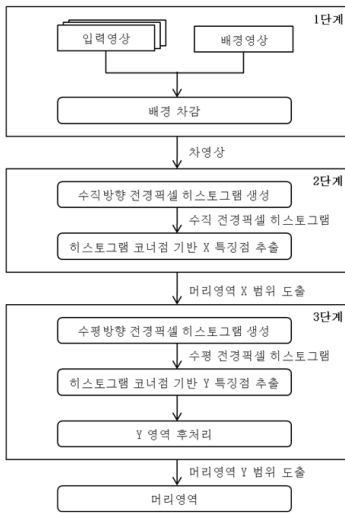 1단계
입력영상
배경영상
배경 차감
차영상
2단계
수직방향 전경픽셀 히스토그램 생성
수직 전경픽셀 히스토그램
히스토그램 코너점 기반 X 특징점 추출
머리영역 X 범위 도출
3단계
수평방향 전경픽셀 히스토그램 생성
수평 전경픽셀 히스토그램
히스토그램 코너점 기반 Y 특징점 추출
Y 영역 후처리
머리영역 Y 범위 도출
머리영역